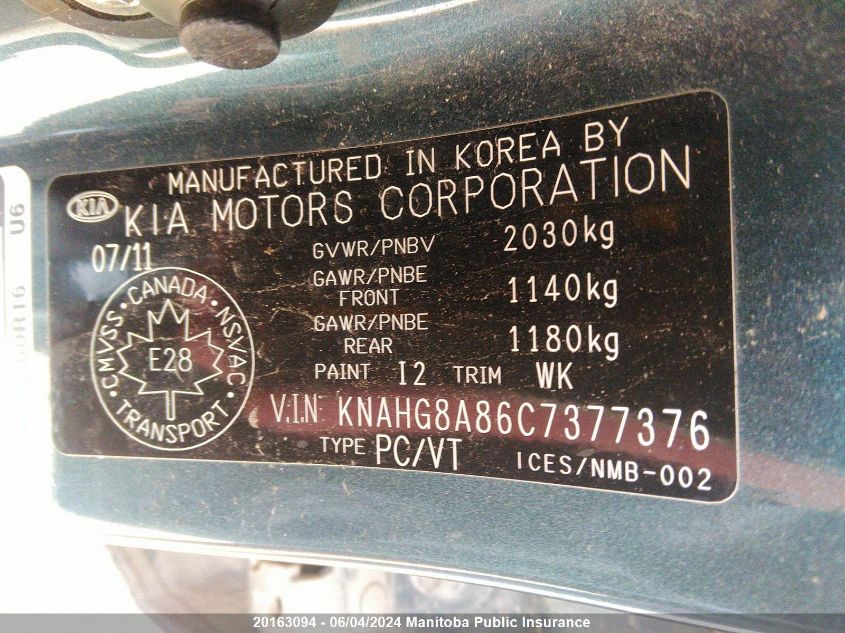 MANUFACTURED IN KOREA BY
KIA KIA MOTORS CORPORATION
07/11
GVWR/PNBV 2030kg
GAWR/PNBE FRONT 1140kg
GAWR/PNBE REAR 1180kg
PAINT I2 TRIM WK
V.I.N: KNAHG8A86C7377376
TYPE PC/VT ICES/NMB-002
CANADA
CMVSS • NSVAC
E28
TRANSPORT
U6
20163094 - 06/04/2024 Manitoba Public Insurance